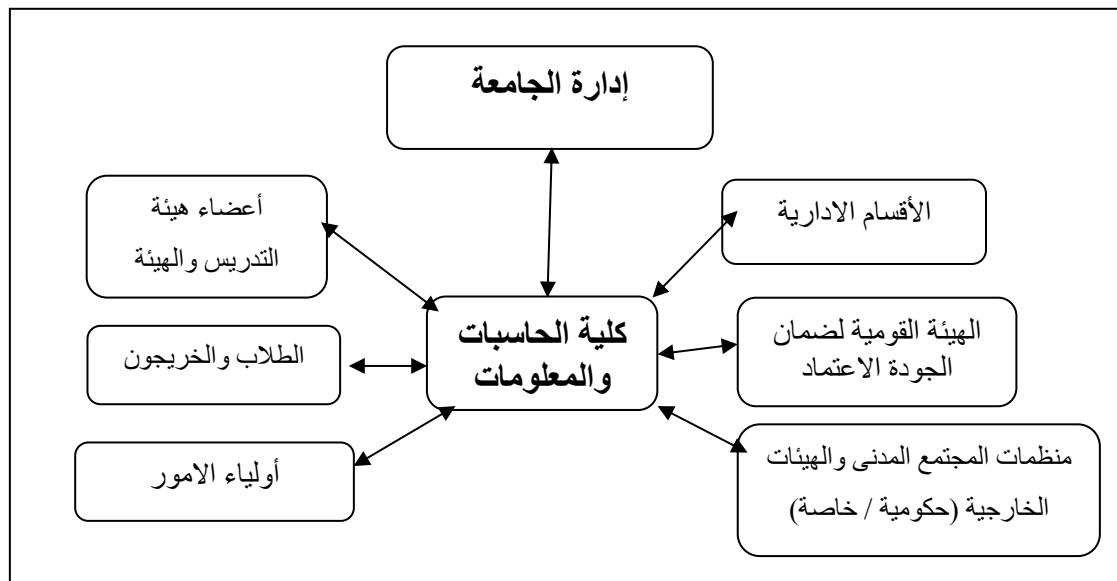 إدارة الجامعة
أعضاء هيئة
التدريس والهيئة
الأقسام الادارية
كلية الحاسبات
والمعلومات
الطلاب والخريجون
الهيئة القومية لضمان
الجودة الاعتماد
أولياء الامور
منظمات المجتمع المدنى والهيئات
الخارجية (حكومية / خاصة)